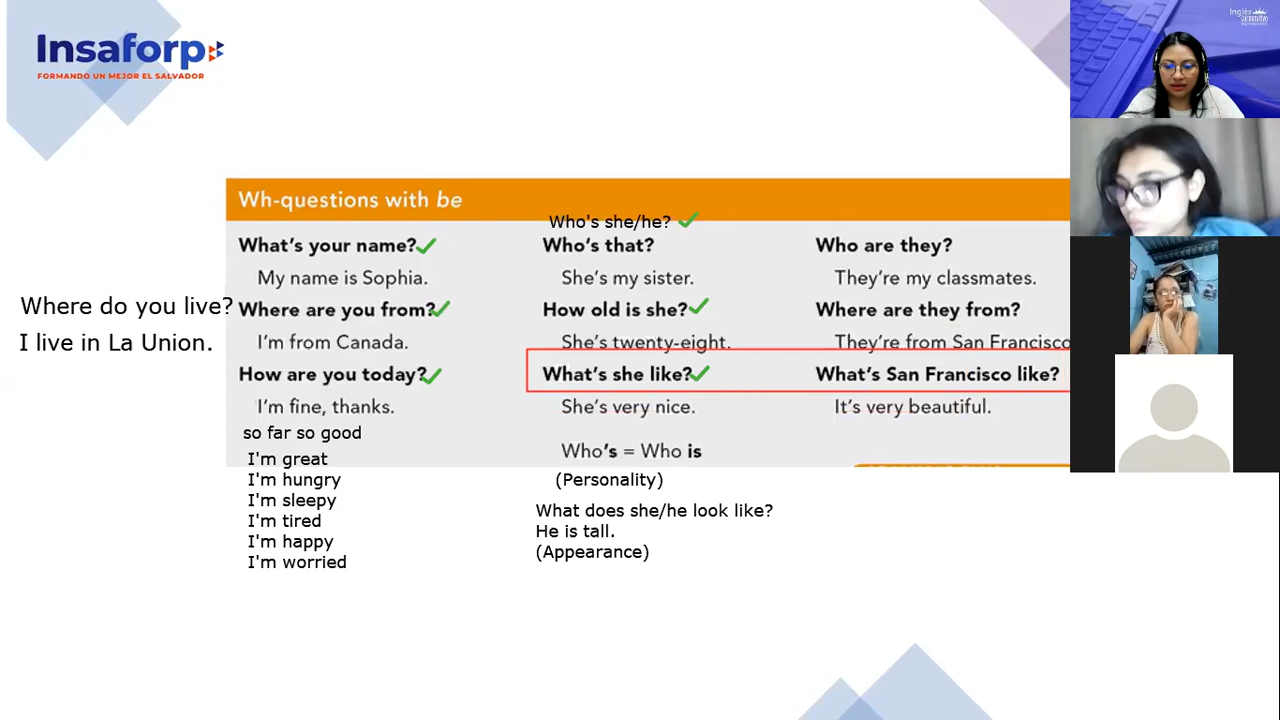 Insaforp
FORMANDO UN MEJOR EL SALVADOR
Inglés
Wh-questions with be
Where do you live?
I live in La Union.
What's your name?
My name is Sophia.
Where are you from?
I'm from Canada.
How are you today?
I'm fine, thanks.
so far so good
I'm great
I'm hungry
I'm sleepy
I'm tired
I'm happy
I'm worried
Who's she/he?
Who's that?
She's my sister.
How old is she?
She's twenty-eight.
What's she like?
She's very nice.
Who's = Who is
(Personality)
What does she/he look like?
He is tall.
(Appearance)
Who are they?
They're my classmates.
Where are they from?
They're from San Francisco
What's San Francisco like?
It's very beautiful.